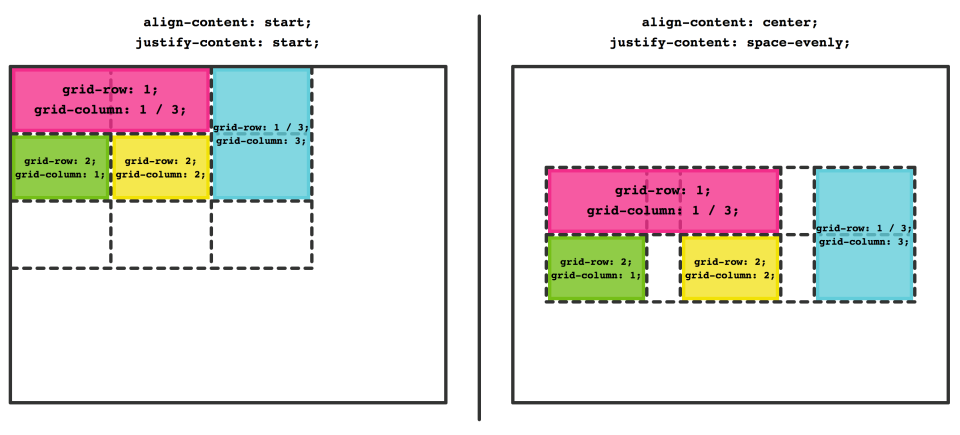 align-content: start;
justify-content: start;
grid-row: 1;
grid-column: 1 / 3;
grid-row: 1 / 3;
grid-column: 3;
grid-row: 2;
grid-column: 1;
grid-row: 2;
grid-column: 2;
align-content: center;
justify-content: space-evenly;
grid-row: 1;
grid-column: 1 / 3;
grid-row: 1 / 3;
grid-column: 3;
grid-row: 2;
grid-column: 1;
grid-row: 2;
grid-column: 2;